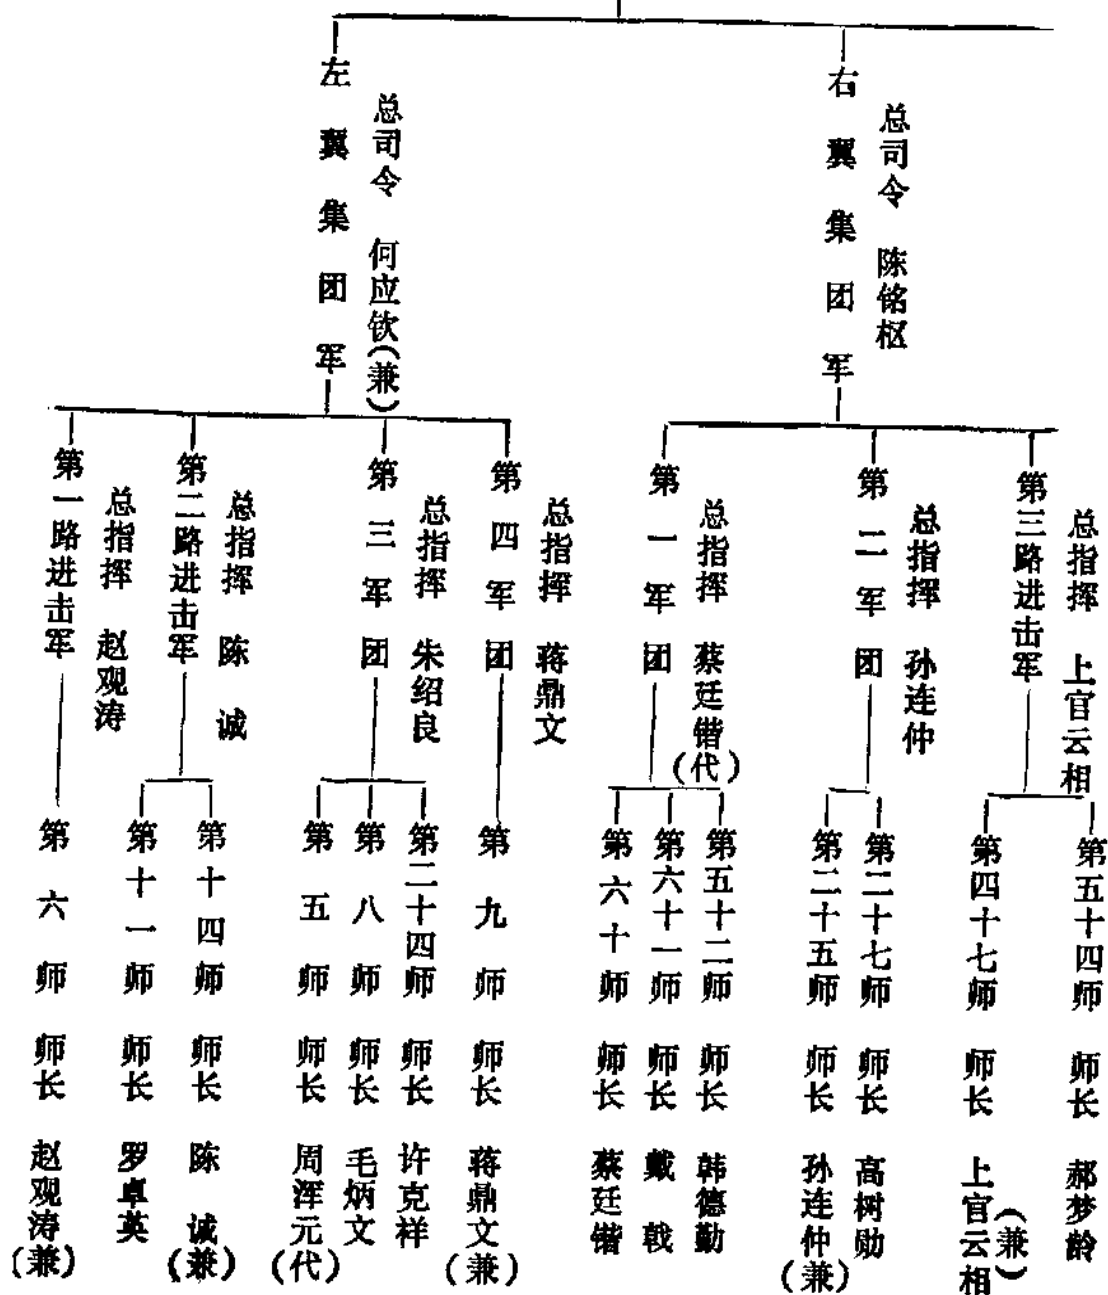 左翼集团军
总司令 何应钦(兼)
第一路进击军
总指挥 赵观涛
第六师 师长 赵观涛(兼)
第二路进击军
总指挥 陈诚
第十一师 师长 罗卓英
第十四师 师长 陈诚(兼)
第三军团
总指挥 朱绍良
第五师 师长 周浑元(代)
第八师 师长 毛炳文
第二十四师 师长 许克祥
第四军团
总指挥 蒋鼎文
第九师 师长 蒋鼎文(兼)
右翼集团军
总司令 陈铭枢
第一军团
总指挥 蔡廷锴(代)
第六十师 师长 蔡廷锴
第六十一师 师长 戴戟
第五十二师 师长 韩德勤
第二军团
总指挥 孙连仲
第二十五师 师长 孙连仲(兼)
第二十七师 师长 高树勋
第三路进击军
总指挥 上官云相
第四十七师 师长 上官云相(兼)
第五十四师 师长 郝梦龄